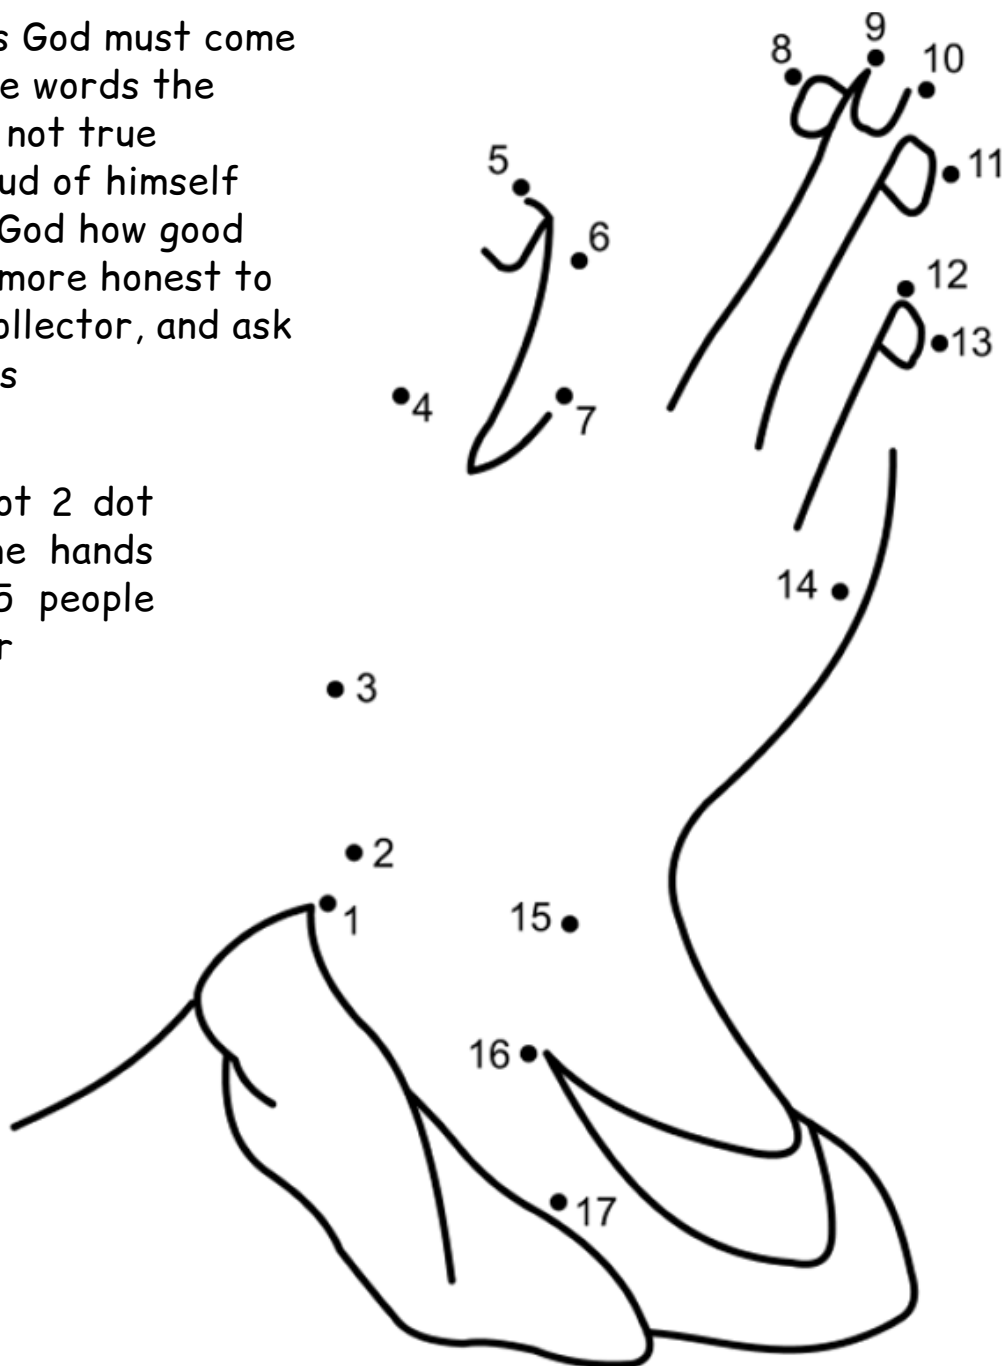 s God must come
e words the
not true
ud of himself
God how good
more honest to
ollector, and ask
s
ot 2 dot
he hands
5 people
r
8
9
10
5
11
6
12
13
4
7
14
3
2
1
15
16
17